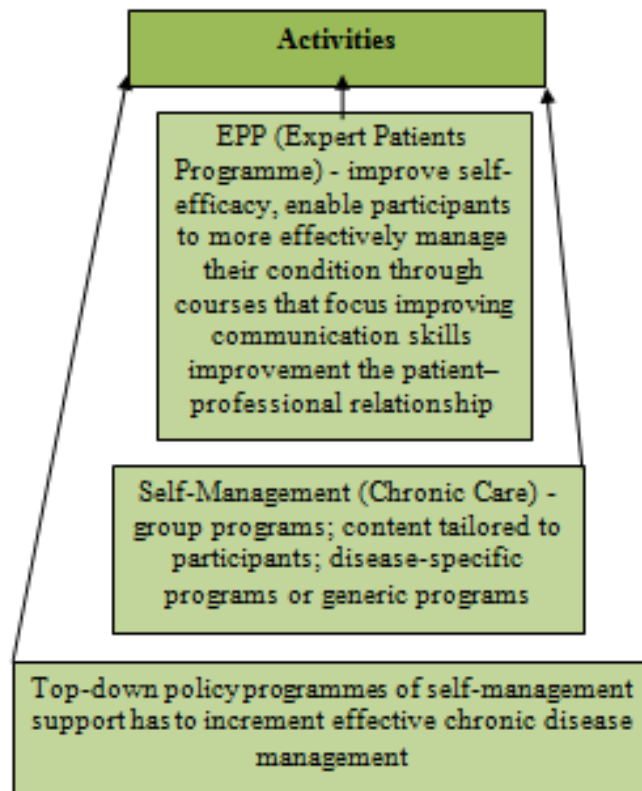 Activities
EPP (Expert Patients
Programme) - improve self-
efficacy, enable participants
to more effectively manage
their condition through
courses that focus improving
communication skills
improvement the patient–
professional relationship
Self-Management (Chronic Care) -
group programs; content tailored to
participants; disease-specific
programs or generic programs
Top-down policy programmes of self-management
support has to increment effective chronic disease
management